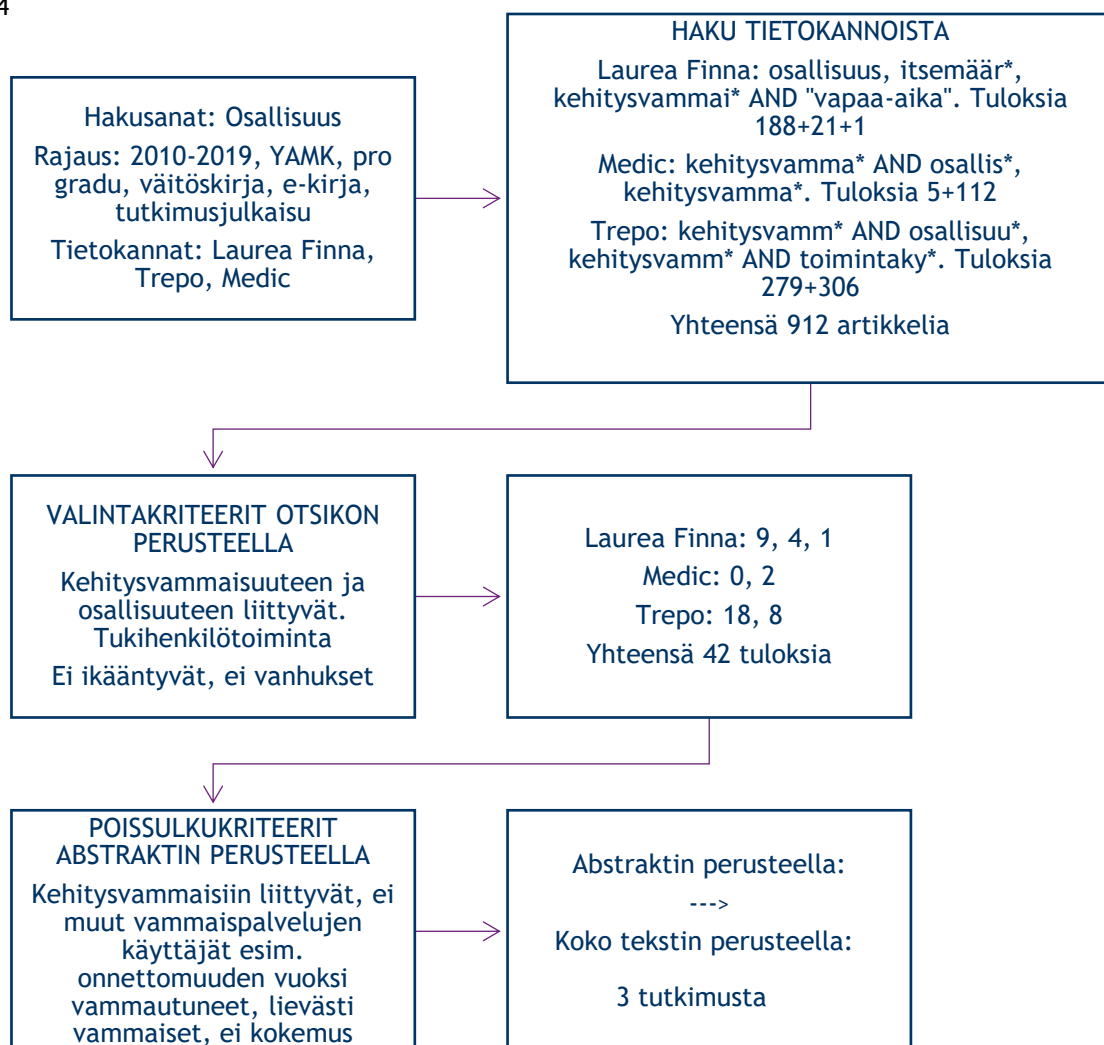 4
Hakusanat: Osallisuus
Rajaus: 2010-2019, YAMK, pro
gradu, väitöskirja, e-kirja,
tutkimusjulkaisu
Tietokannat: Laurea Finna,
Trepo, Medic
HAKU TIETOKANNOISTA
Laurea Finna: osallisuus, itsemäär*,
kehitysvammai* AND "vapaa-aika". Tuloksia
188+21+1
Medic: kehitysvamma* AND osallis*,
kehitysvamma*. Tuloksia 5+112
Trepo: kehitysvamm* AND osallisuu*,
kehitysvamm* AND toimintaky*. Tuloksia
279+306
Yhteensä 912 artikkelia
VALINTAKRITEERIT OTSIKON
PERUSTEELLA
Kehitysvammaisuuteen ja
osallisuuteen liittyvät.
Tukihenkilötoiminta
Ei ikääntyvät, ei vanhukset
Laurea Finna: 9, 4, 1
Medic: 0, 2
Trepo: 18, 8
Yhteensä 42 tuloksia
POISSULKUKRITEERIT
ABSTRAKTIN PERUSTEELLA
Kehitysvammaisiin liittyvät, ei
muut vammaispalvelujen
käyttäjät esim.
onnettomuuden vuoksi
vammautuneet, lievästi
vammaiset, ei kokemus
Abstraktin perusteella:
--->
Koko tekstin perusteella:
3 tutkimusta